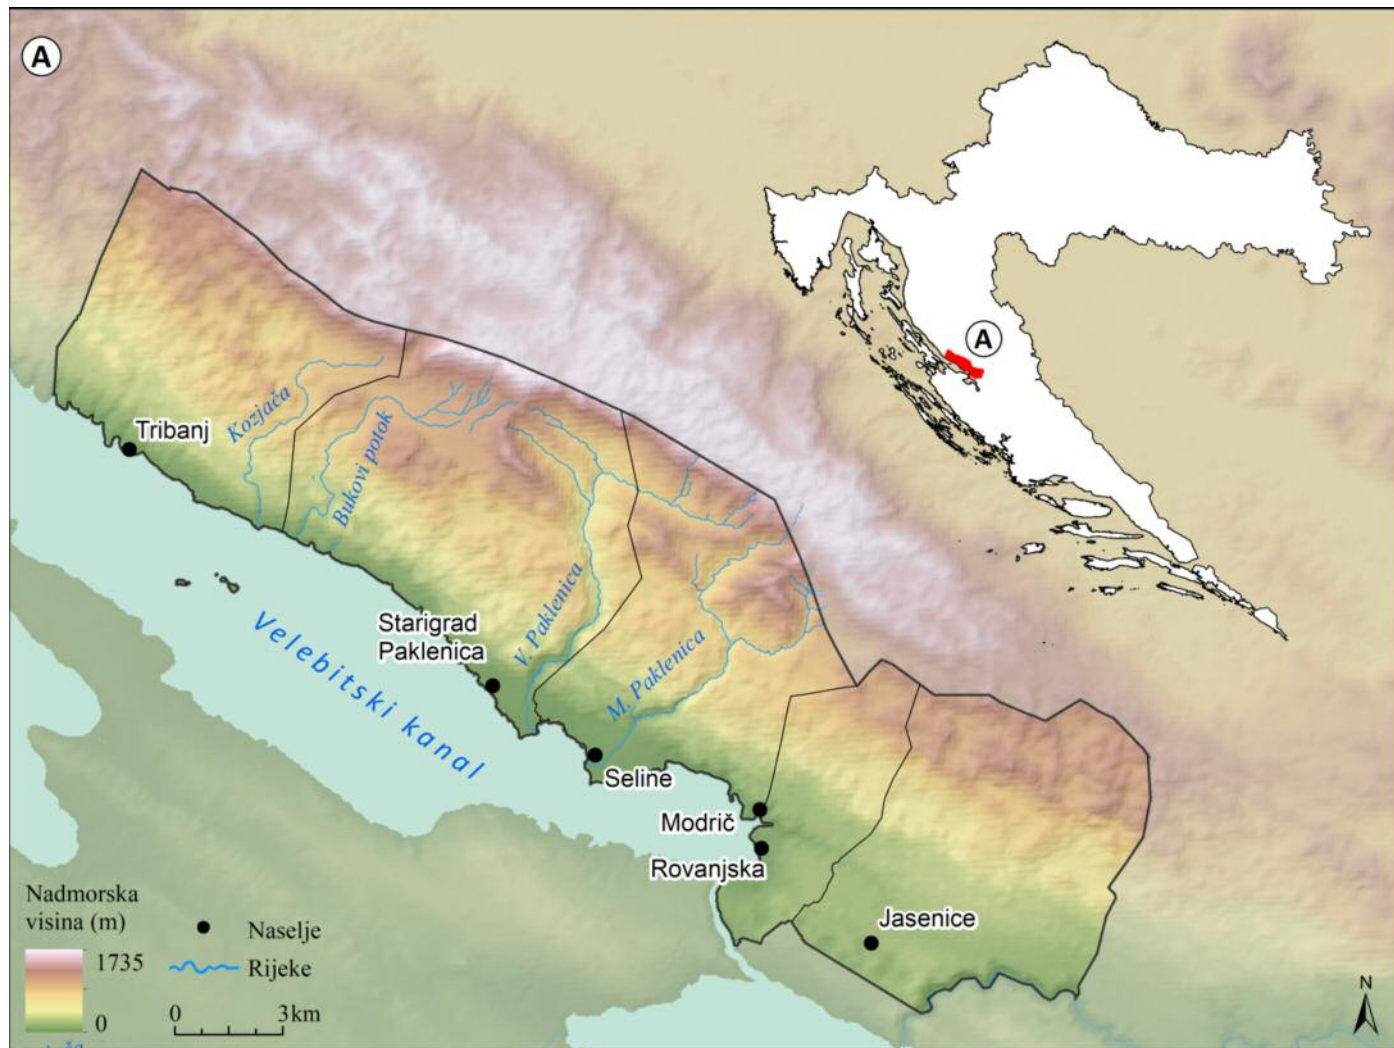 A
A
Kozjača
Tribanj
Bukovi potok
Starigrad
Paklenica
V. Paklenica
Velebitski kanal
M. Paklenica
Seline
Modrič
Rovanjska
Jasenice
Nadmorska
visina (m)
1735
0
Naselje
Rijeke
0 3km
N